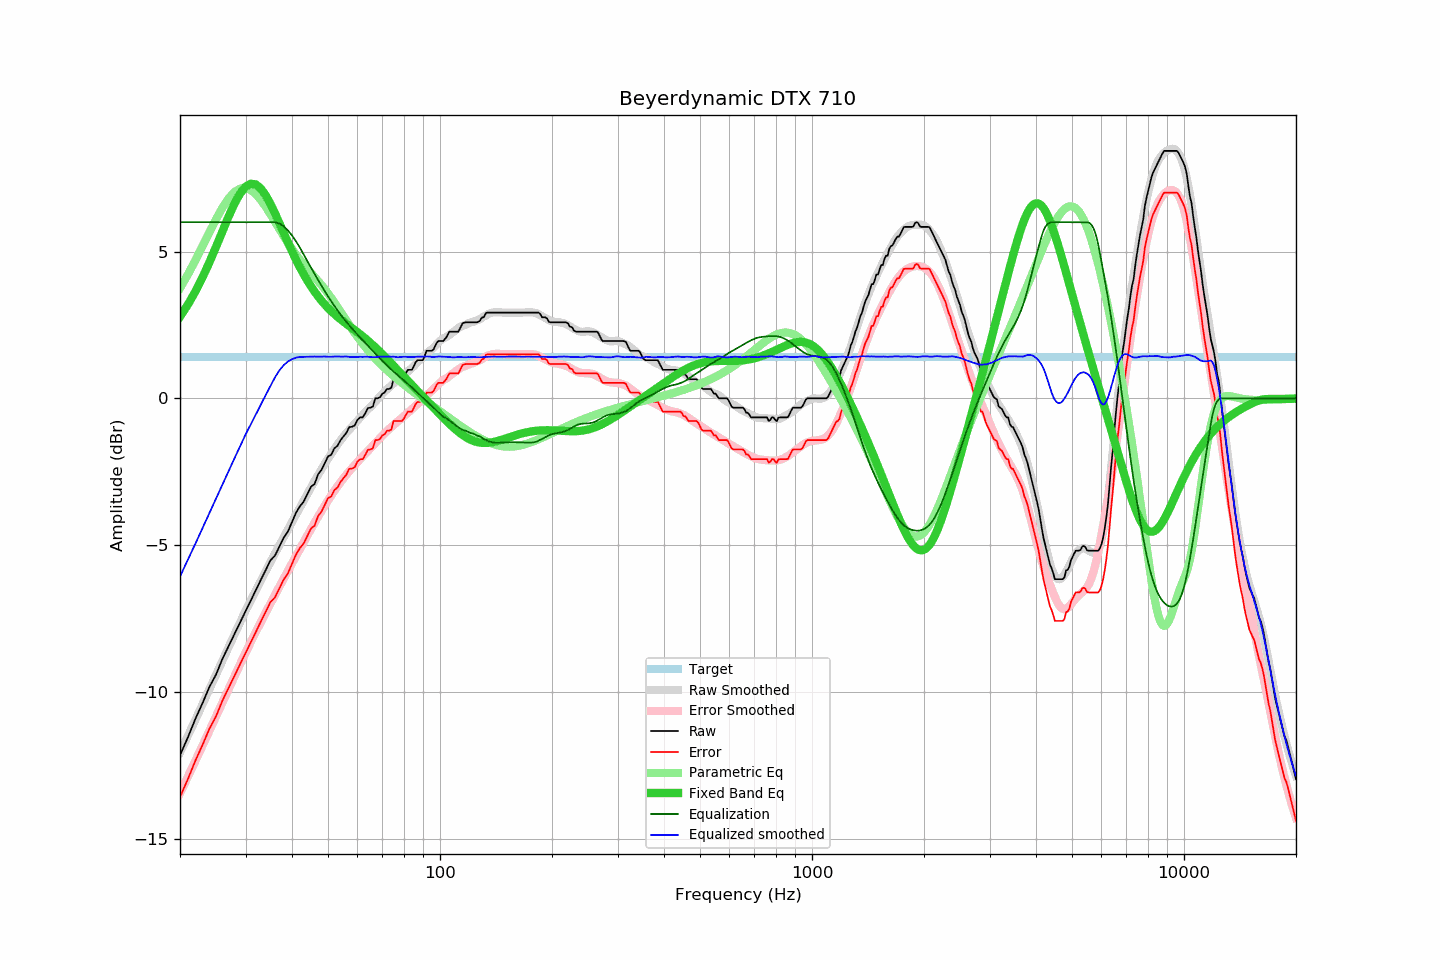 Beyerdynamic DTX 710
Amplitude (dBr)
5
0
−5
−10
−15
Target
Raw Smoothed
Error Smoothed
Raw
Error
Parametric Eq
Fixed Band Eq
Equalization
Equalized smoothed
100
1000
10000
Frequency (Hz)